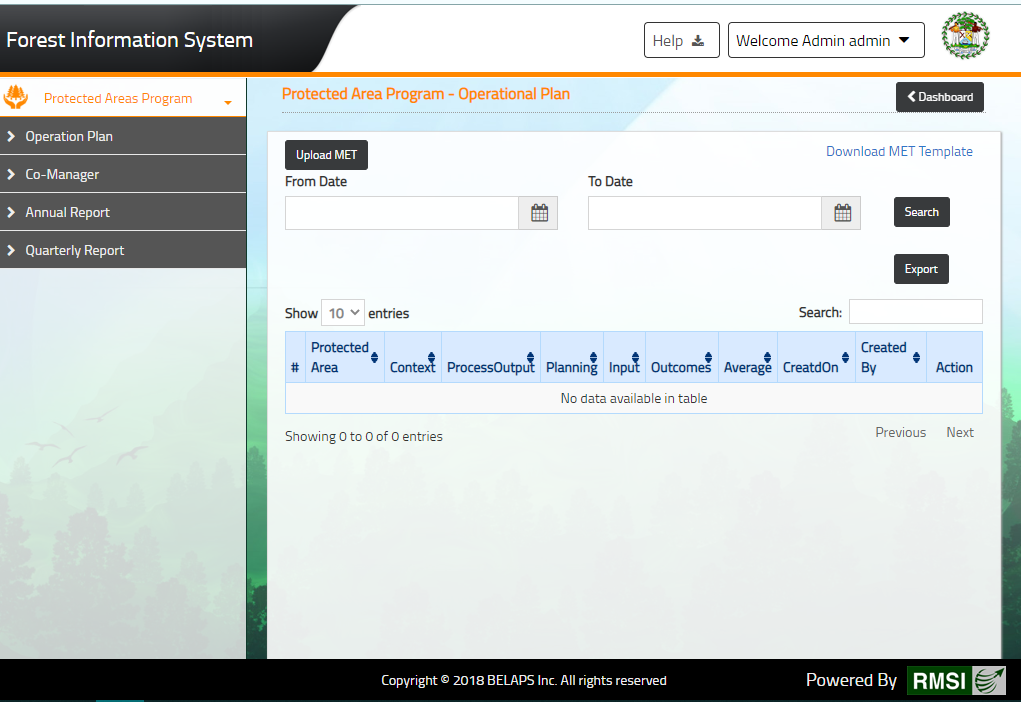 Forest Information System
Help
Welcome Admin admin
Protected Areas Program
Operation Plan
Co-Manager
Annual Report
Quarterly Report
Protected Area Program - Operational Plan
Dashboard
Upload MET
Download MET Template
From Date
To Date
Search
Export
Show 10 entries
Search:
# Protected Area Context ProcessOutput Planning Input Outcomes Average CreatdOn Created By Action
No data available in table
Showing 0 to 0 of 0 entries
Previous Next
Copyright © 2018 BELAPS Inc. All rights reserved
Powered By RMSI